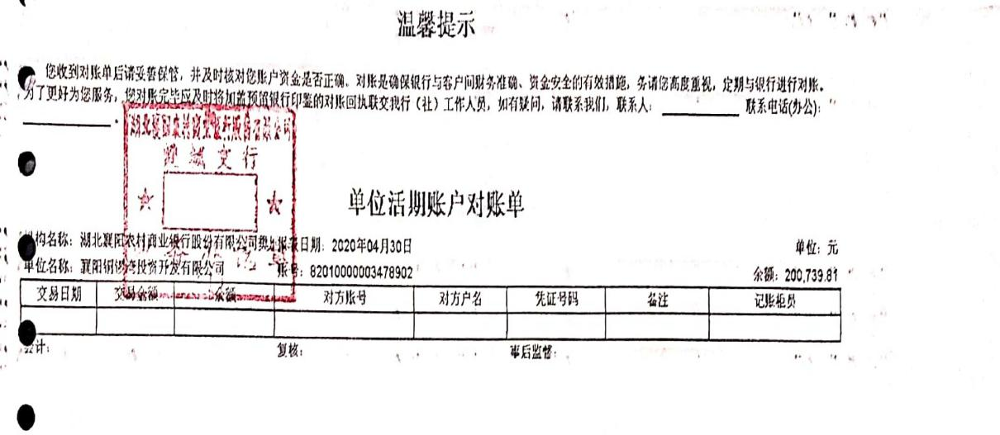 温馨提示
您收到对账单后请妥善保管，并及时核对您账户资金是否正确、对账是确保银行与客户间财务准确、资金安全的有效措施，务请您高度重视，定期与银行进行对账。
为了更好为您服务，您对账完毕应及时将加盖预留银行印鉴的对账回执联交我行（社）工作人员，如有疑问，请联系我们，联系人： 联系电话(办公)：
。
湖北襄阳农村商业银行股份有限公司
支行
单位活期账户对账单
机构名称：湖北襄阳农村商业银行股份有限公司 报表日期：2020年04月30日 单位：元
单位名称：襄阳 投资开发有限公司 账号：82010000003478902 余额：200,739.81
交易日期 交易金额 余额 对方账号 对方户名 凭证号码 备注 记账柜员
会计： 复核： 事后监督：